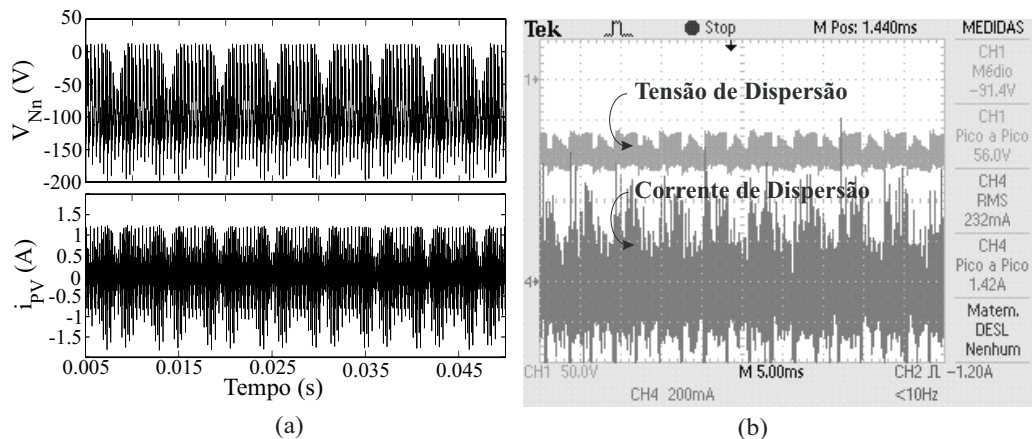 (a)
50
0
-50
-100
-150
-200
V_Nn (V)
1.5
1
0.5
0
-0.5
-1
-1.5
i_PV (A)
0.005 0.015 0.025 0.035 0.045
Tempo (s)
(a)
Tek Stop M Pos: 1.440ms MEDIDAS
CH1
Médio
-91.4V
CH1
Pico a Pico
56.0V
CH4
RMS
232mA
CH4
Pico a Pico
1.42A
Matem.
DESL
Nenhum
1
Tensão de Dispersão
Corrente de Dispersão
4
CH1 50.0V M 5.00ms CH2 -1.20A
CH4 200mA <10Hz
(b)